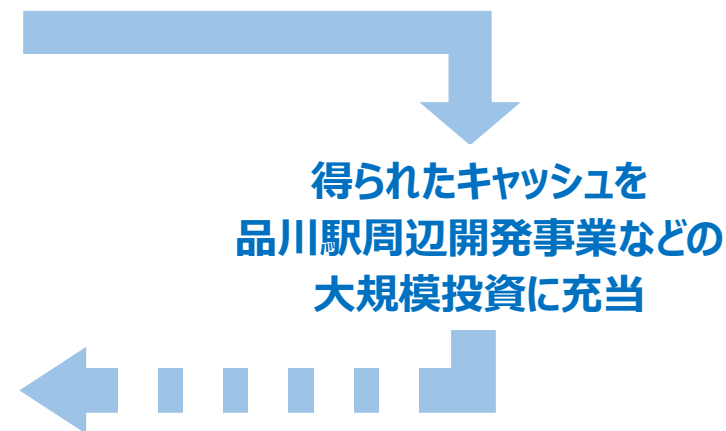 得られたキャッシュを
品川駅周辺開発事業などの
大規模投資に充当